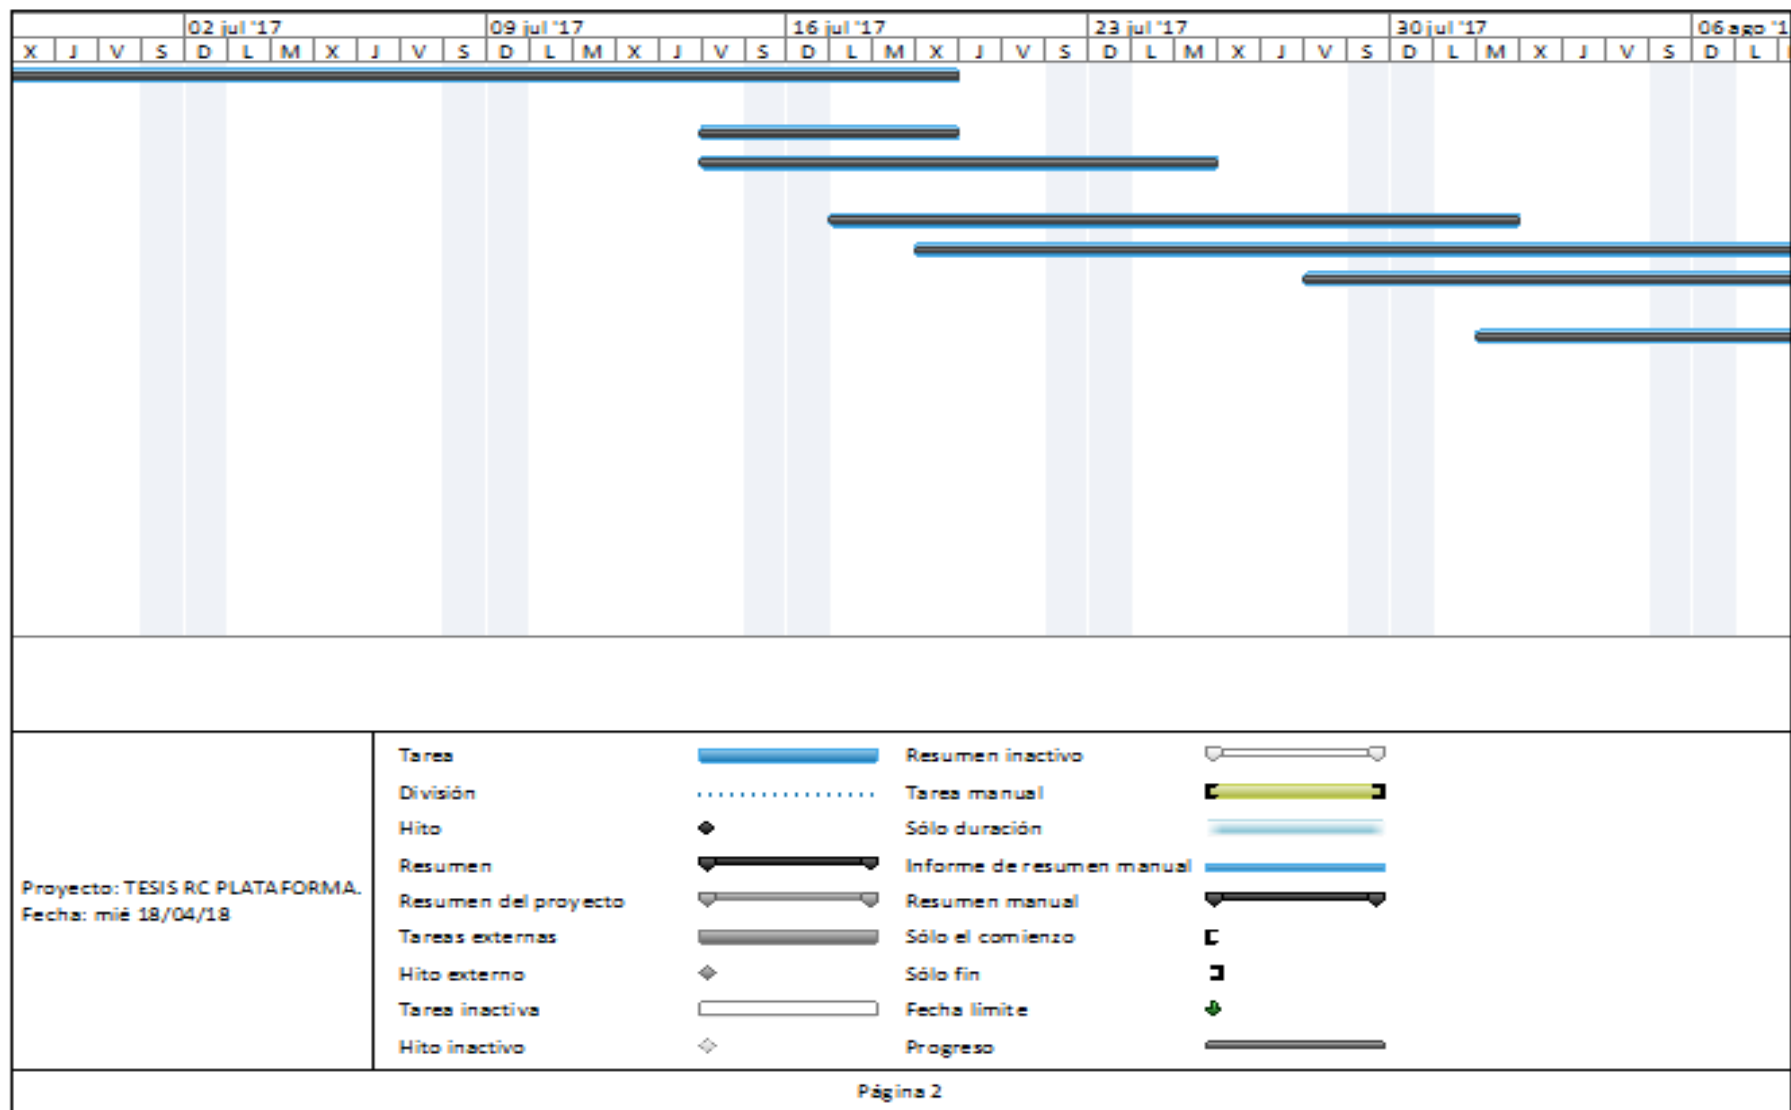 02 jul '17 09 jul '17 16 jul '17 23 jul '17 30 jul '17 06 ago '1
X J V S D L M X J V S D L M X J V S D L M X J V S D L M X J V S D L M X J V S D L
Tarea Resumen inactivo
División Tarea manual
Hito Sólo duración
Resumen Informe de resumen manual
Proyecto: TESIS RC PLATAFORMA.
Fecha: mié 18/04/18
Resumen del proyecto Resumen manual
Tareas externas Sólo el comienzo
Hito externo Sólo fin
Tarea inactiva Fecha límite
Hito inactivo Progreso
Página 2